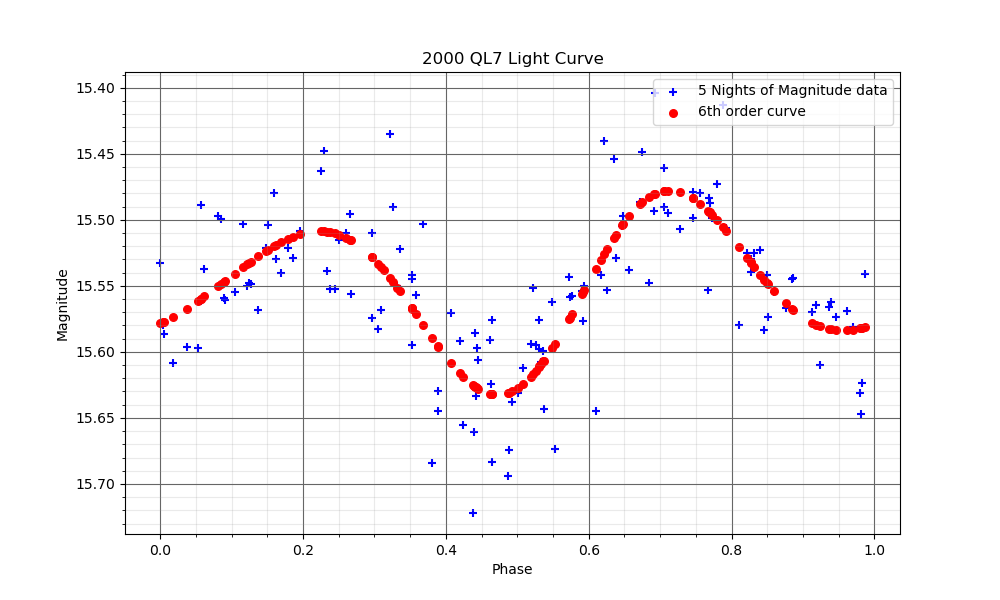 2000 QL7 Light Curve
5 Nights of Magnitude data
6th order curve
15.40
15.45
15.50
15.55
15.60
15.65
15.70
Magnitude
0.0 0.2 0.4 0.6 0.8 1.0
Phase